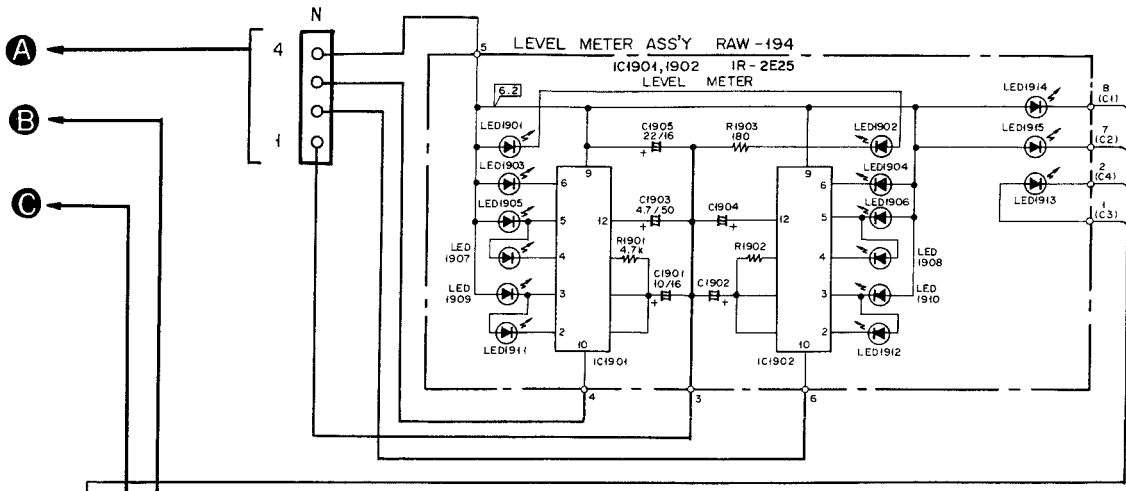 N
A
4
B
1
C
5
LEVEL METER ASS'Y RAW-194
IC1901,1902 IR-2E25
LEVEL METER
6.2
LED1901
C1905
22/16
R1903
180
LED1902
LED1914
8
(C1)
LED1915
7
(C2)
LED1903
9
9
LED1904
2
(C4)
6
6
LED1913
LED1905
C1903
4.7/50
C1904
LED1906
1
(C3)
5
12
12
5
LED
1907
R1901
4.7k
R1902
LED
1908
4
4
LED
1909
C1901
10/16
C1902
LED
1910
3
3
2
2
LED1911
10
10
LED1912
IC1901
IC1902
4
3
6
+
+
+
+
+